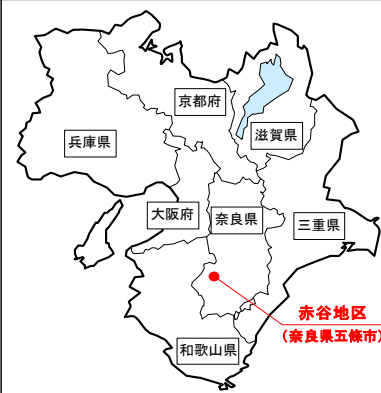 京都府
兵庫県
滋賀県
大阪府
奈良県
三重県
赤谷地区
(奈良県五條市)
和歌山県